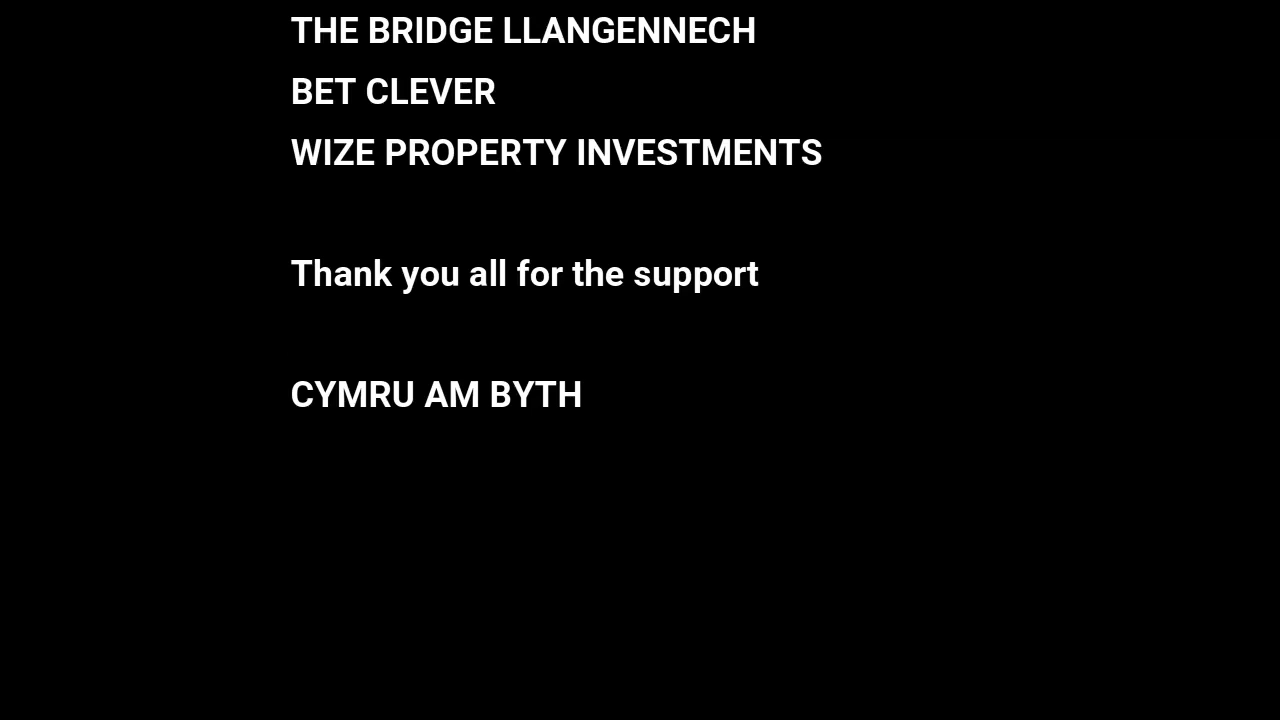 THE BRIDGE LLANGENNECH
BET CLEVER
WIZE PROPERTY INVESTMENTS
Thank you all for the support
CYMRU AM BYTH